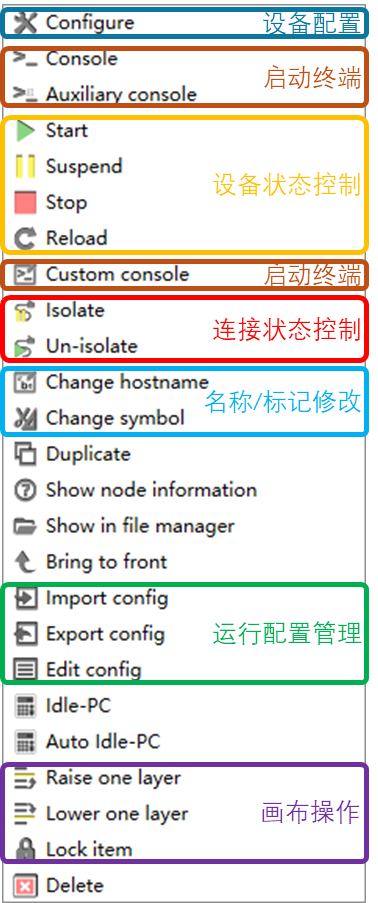 Configure 设备配置
Console
启动终端
Auxiliary console
Start
Suspend
设备状态控制
Stop
Reload
Custom console 启动终端
Isolate
连接状态控制
Un-isolate
Change hostname
名称/标记修改
Change symbol
Duplicate
Show node information
Show in file manager
Bring to front
Import config
Export config 运行配置管理
Edit config
Idle-PC
Auto Idle-PC
Raise one layer
Lower one layer 画布操作
Lock item
Delete